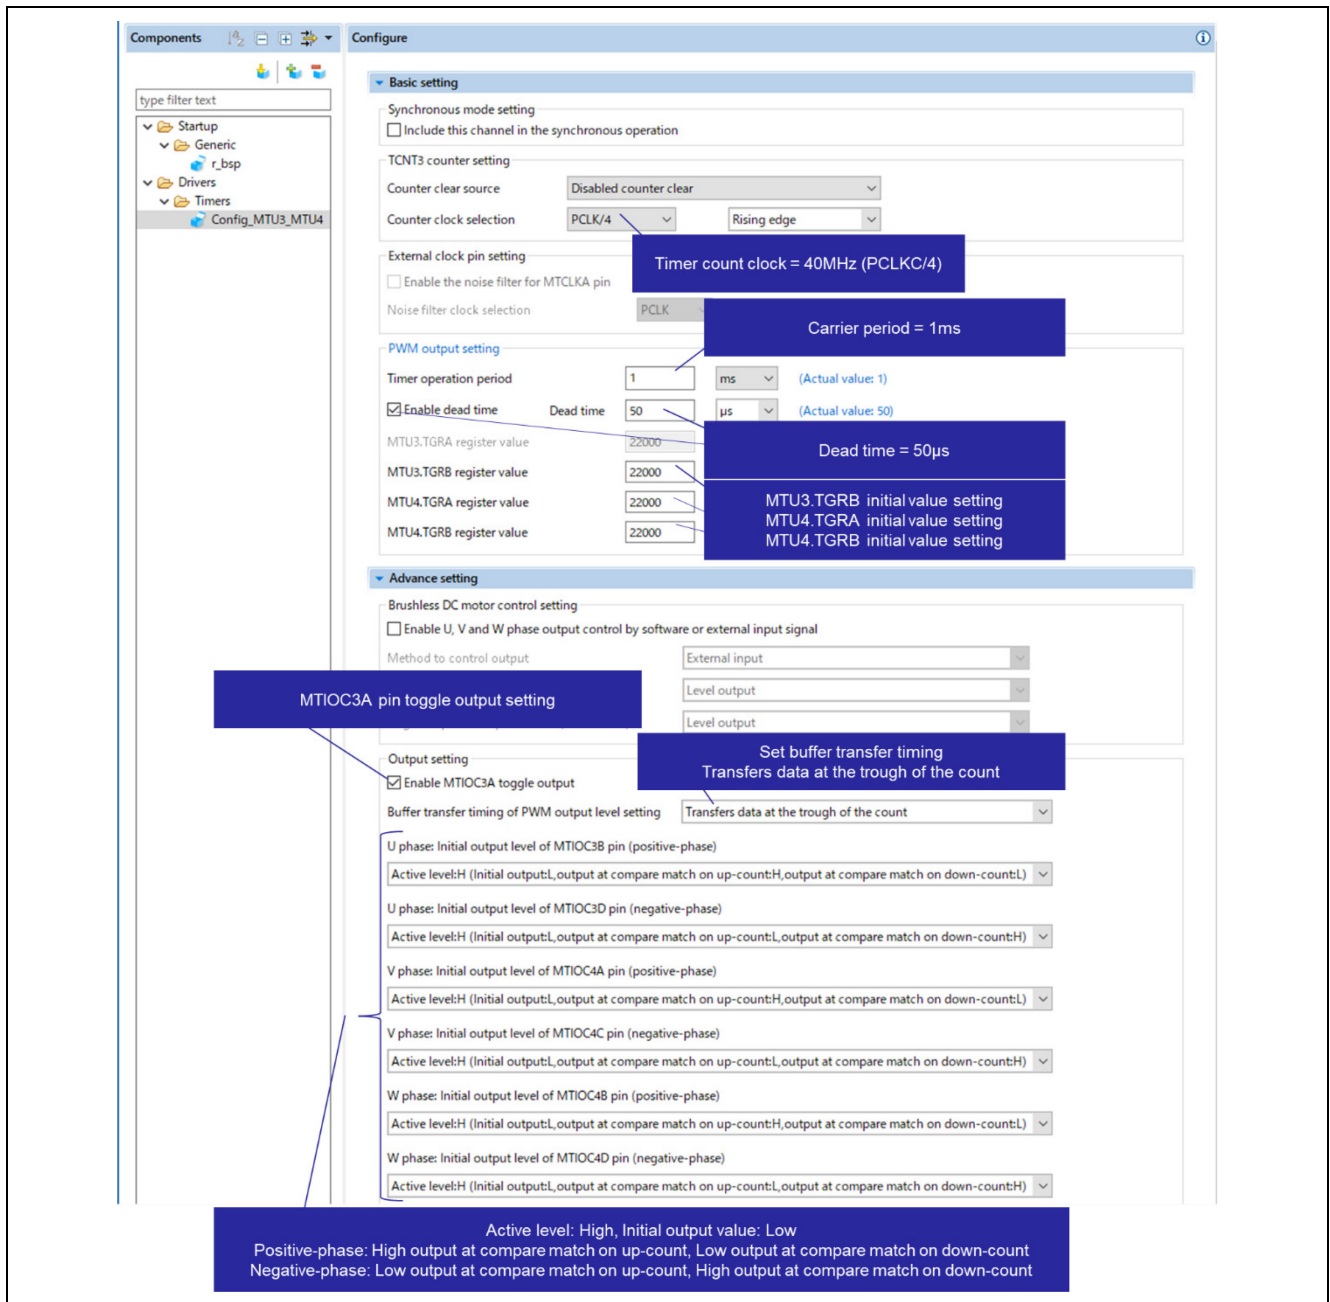 Components
Configure
type filter text
Startup
Generic
r_bsp
Drivers
Timers
Config_MTU3_MTU4
Basic setting
Synchronous mode setting
Include this channel in the synchronous operation
TCNT3 counter setting
Counter clear source Disabled counter clear
Counter clock selection PCLK/4 Rising edge
Timer count clock = 40MHz (PCLKC/4)
External clock pin setting
Enable the noise filter for MTCLKA pin
Noise filter clock selection PCLK
Carrier period = 1ms
PWM output setting
Timer operation period 1 ms (Actual value: 1)
Enable dead time Dead time 50 µs (Actual value: 50)
Dead time = 50µs
MTU3.TGRA register value 22000
MTU3.TGRB register value 22000
MTU4.TGRA register value 22000
MTU4.TGRB register value 22000
MTU3.TGRB initial value setting
MTU4.TGRA initial value setting
MTU4.TGRB initial value setting
Advance setting
Brushless DC motor control setting
Enable U, V and W phase output control by software or external input signal
Method to control output External input
Level output
Level output
MTIOC3A pin toggle output setting
Set buffer transfer timing
Transfers data at the trough of the count
Output setting
Enable MTIOC3A toggle output
Buffer transfer timing of PWM output level setting Transfers data at the trough of the count
U phase: Initial output level of MTIOC3B pin (positive-phase)
Active level:H (Initial output:L,output at compare match on up-count:H,output at compare match on down-count:L)
U phase: Initial output level of MTIOC3D pin (negative-phase)
Active level:H (Initial output:L,output at compare match on up-count:L,output at compare match on down-count:H)
V phase: Initial output level of MTIOC4A pin (positive-phase)
Active level:H (Initial output:L,output at compare match on up-count:H,output at compare match on down-count:L)
V phase: Initial output level of MTIOC4C pin (negative-phase)
Active level:H (Initial output:L,output at compare match on up-count:L,output at compare match on down-count:H)
W phase: Initial output level of MTIOC4B pin (positive-phase)
Active level:H (Initial output:L,output at compare match on up-count:H,output at compare match on down-count:L)
W phase: Initial output level of MTIOC4D pin (negative-phase)
Active level:H (Initial output:L,output at compare match on up-count:L,output at compare match on down-count:H)
Active level: High, Initial output value: Low
Positive-phase: High output at compare match on up-count, Low output at compare match on down-count
Negative-phase: Low output at compare match on up-count, High output at compare match on down-count